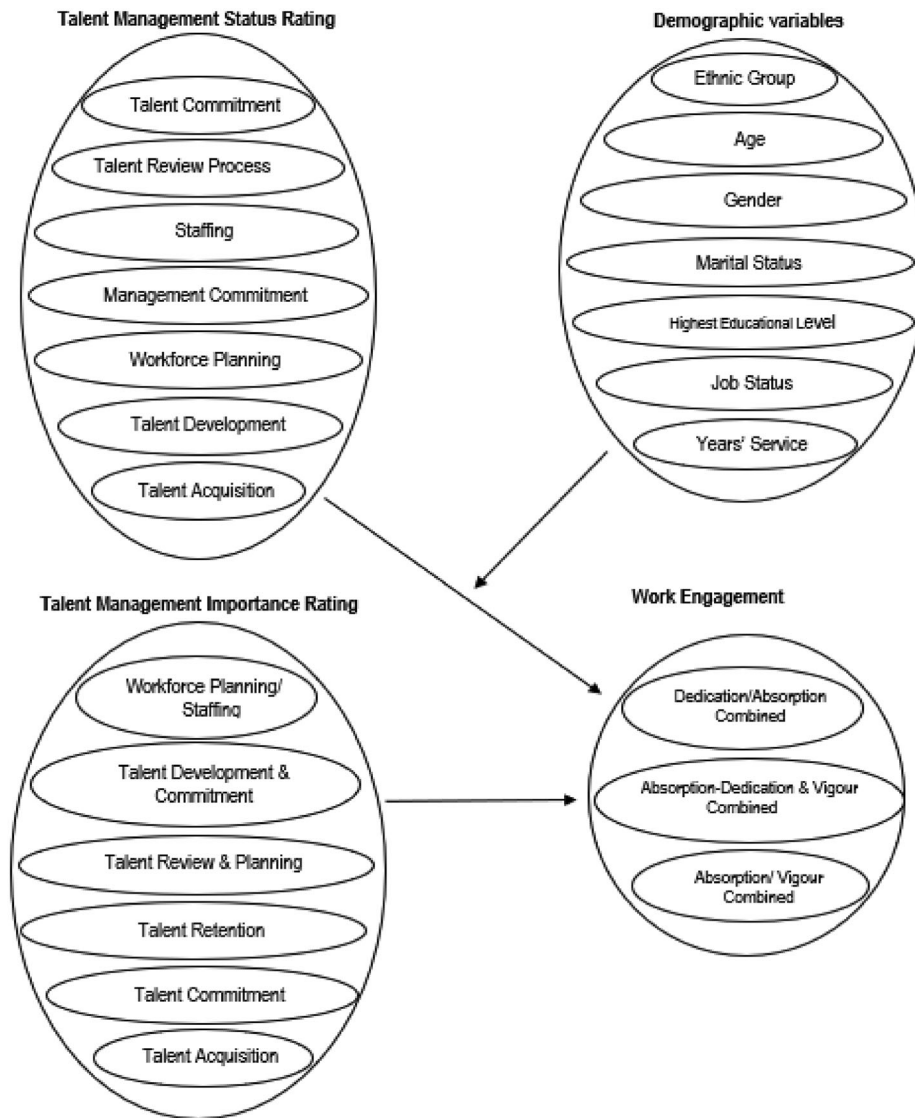 Talent Management Status Rating
Talent Commitment
Talent Review Process
Staffing
Management Commitment
Workforce Planning
Talent Development
Talent Acquisition
Demographic variables
Ethnic Group
Age
Gender
Marital Status
Highest Educational Level
Job Status
Years' Service
Talent Management Importance Rating
Workforce Planning/
Staffing
Talent Development &
Commitment
Talent Review & Planning
Talent Retention
Talent Commitment
Talent Acquisition
Work Engagement
Dedication/Absorption
Combined
Absorption-Dedication & Vigour
Combined
Absorption/ Vigour
Combined